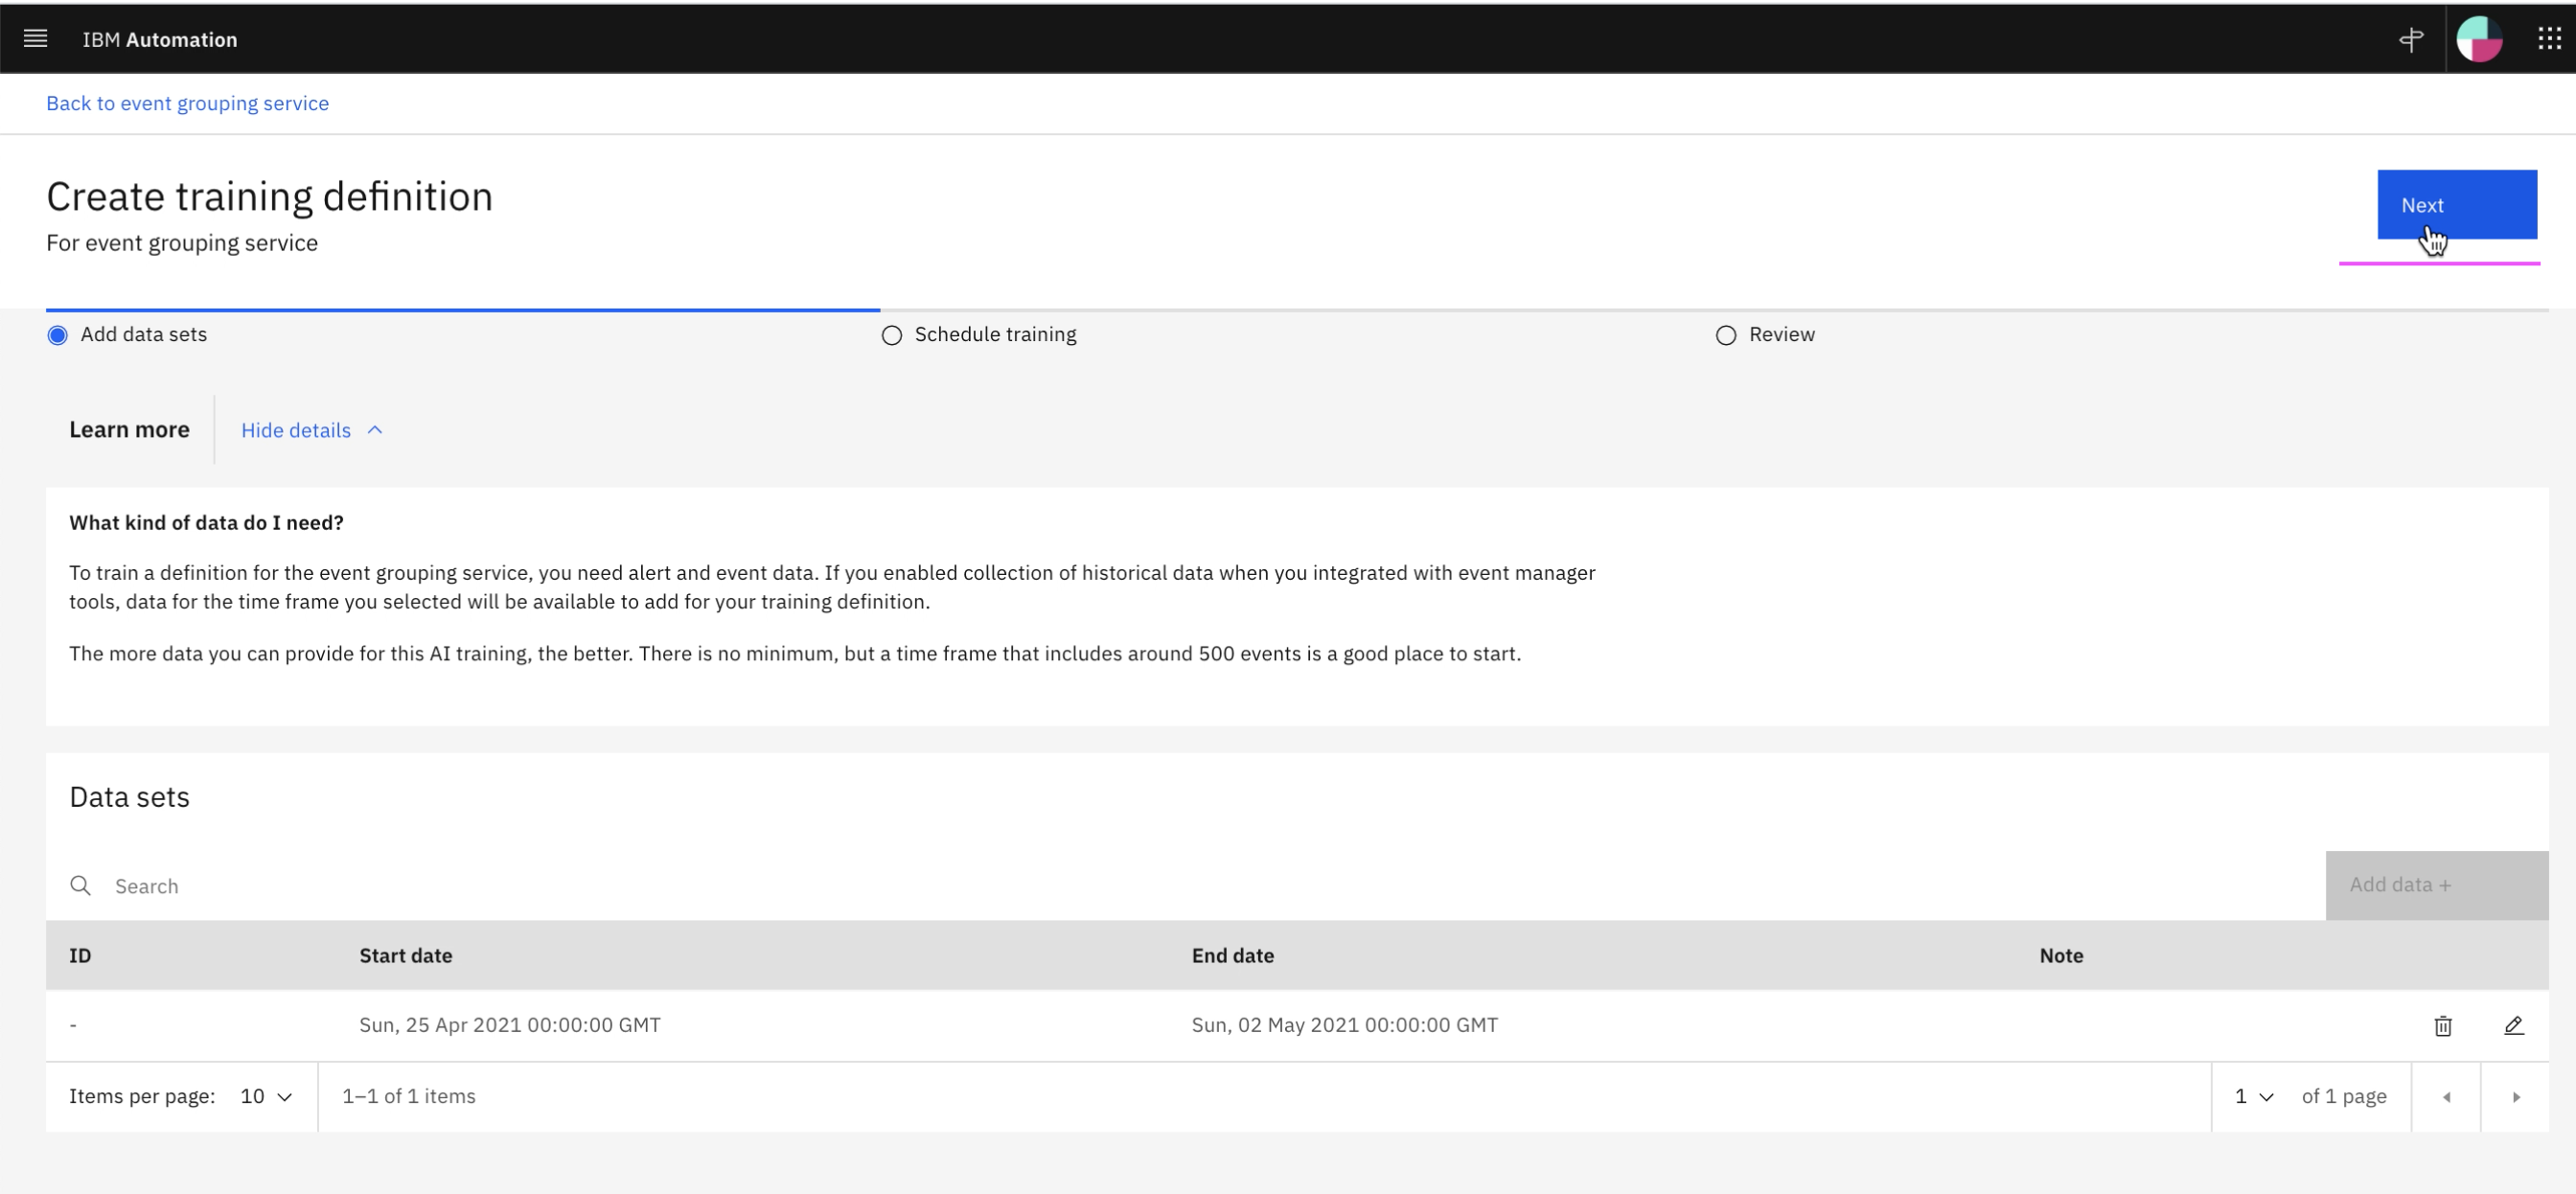 IBM Automation
Back to event grouping service
Create training definition
Next
For event grouping service
Add data sets
Schedule training
Review
Learn more
Hide details
What kind of data do I need?
To train a definition for the event grouping service, you need alert and event data. If you enabled collection of historical data when you integrated with event manager
tools, data for the time frame you selected will be available to add for your training definition.
The more data you can provide for this AI training, the better. There is no minimum, but a time frame that includes around 500 events is a good place to start.
Data sets
Search
Add data +
ID Start date End date Note
- Sun, 25 Apr 2021 00:00:00 GMT Sun, 02 May 2021 00:00:00 GMT
Items per page: 10 1–1 of 1 items 1 of 1 page